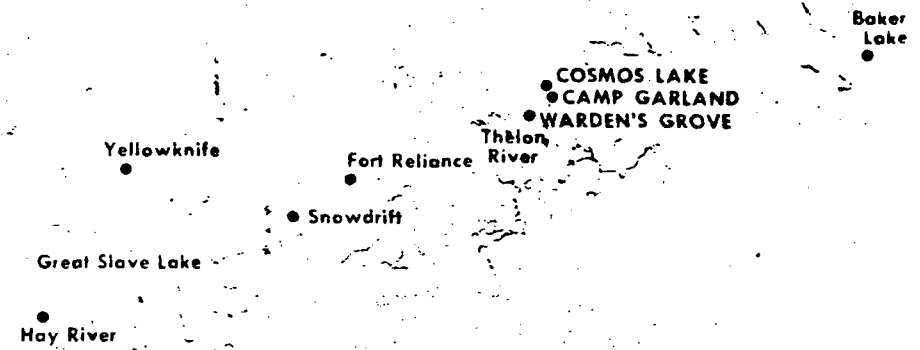 Baker
Lake
COSMOS LAKE
CAMP GARLAND
WARDEN'S GROVE
Thelon
River
Yellowknife
Fort Reliance
Snowdrift
Great Slave Lake
Hay River